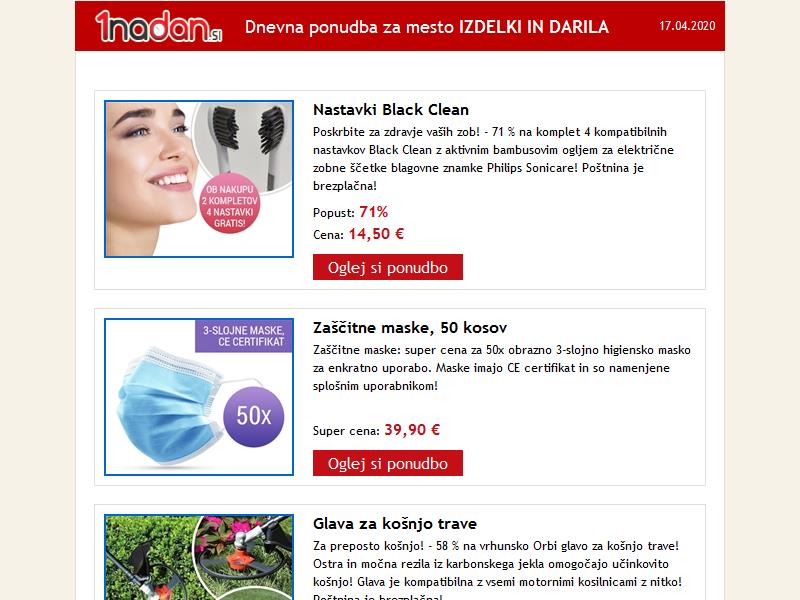 1nadan.si
Dnevna ponudba za mesto IZDELKI IN DARILA
17.04.2020
OB NAKUPU
2 KOMPLETOV
4 NASTAVKI
GRATIS!
Nastavki Black Clean
Poskrbite za zdravje vaših zob! - 71 % na komplet 4 kompatibilnih
nastavkov Black Clean z aktivnim bambusovim ogljem za električne
zobne ščetke blagovne znamke Philips Sonicare! Poštnina je
brezplačna!
Popust: 71%
Cena: 14,50 €
Oglej si ponudbo
3-SLOJNE MASKE,
CE CERTIFIKAT
50x
Zaščitne maske, 50 kosov
Zaščitne maske: super cena za 50x obrazno 3-slojno higiensko masko
za enkratno uporabo. Maske imajo CE certifikat in so namenjene
splošnim uporabnikom!
Super cena: 39,90 €
Oglej si ponudbo
Glava za košnjo trave
Za preposto košnjo! - 58 % na vrhunsko Orbi glavo za košnjo trave!
Ostra in močna rezila iz karbonskega jekla omogočajo učinkovito
košnjo! Glava je kompatibilna z vsemi motornimi kosilnicami z nitko!
Poštnina je brezplačna!